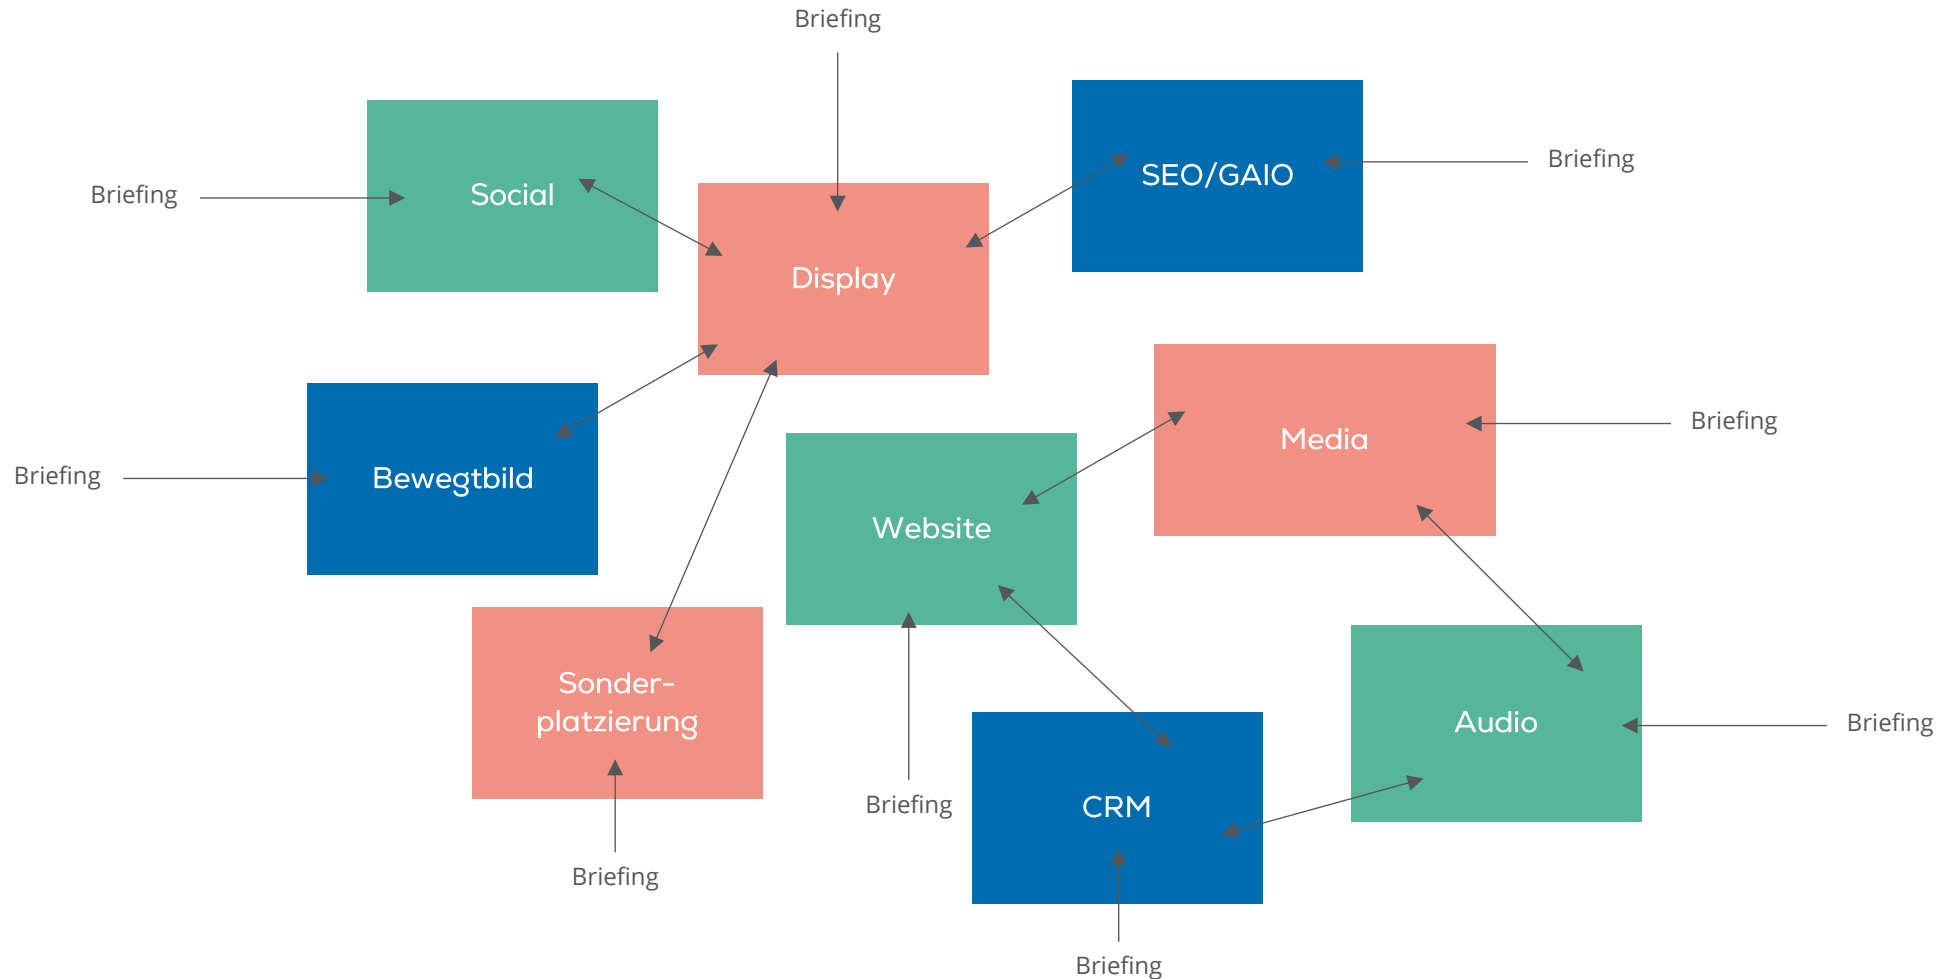 Briefing
Social
SEO/GAIO
Briefing
Briefing
Display
Briefing
Media
Bewegtbild
Briefing
Website
Sonder-
platzierung
Audio
Briefing
Briefing
CRM
Briefing
Briefing